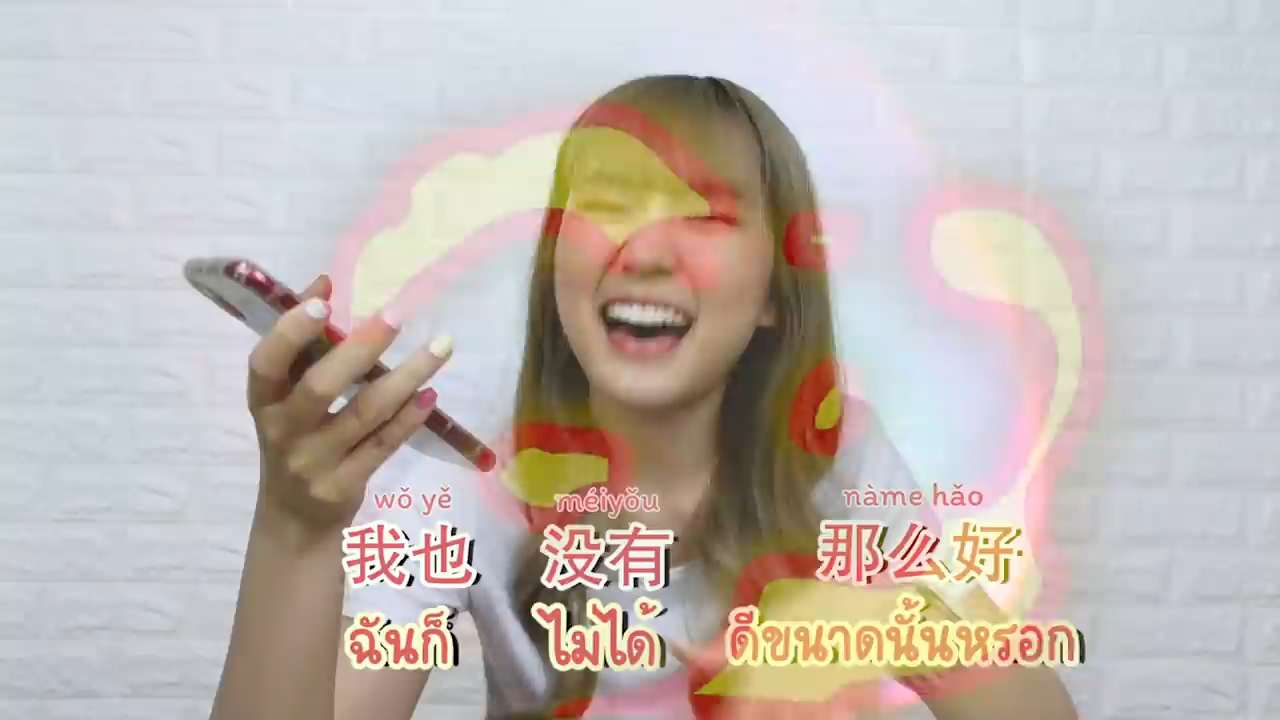 wǒ yě méiyǒu nàme hǎo
我也 没有 那么好
ฉันก็ ไม่ได้ ดีขนาดนั้นหรอก